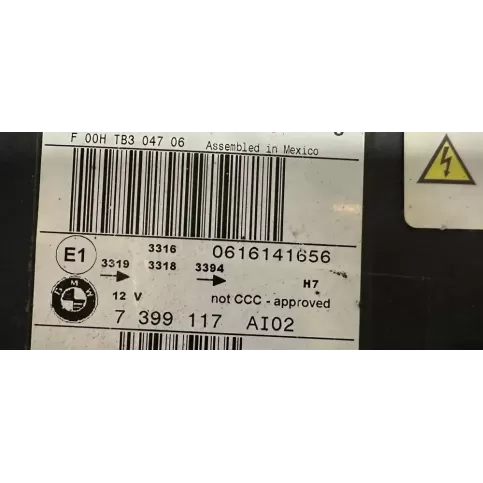 F 00H TB3 047 06 Assembled in Mexico
E1 3316 0616141656
3319 3318 3394 H7
BMW 12 V not CCC - approved
7 399 117 AI02